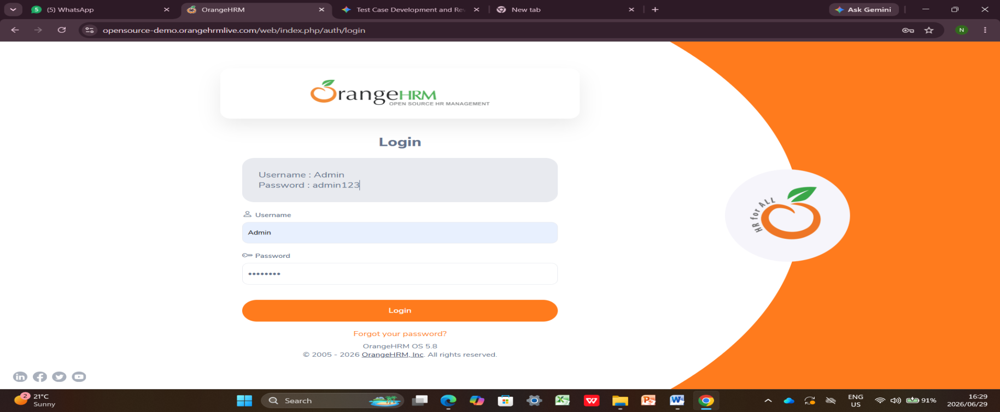 5
(5) WhatsApp
OrangeHRM
Test Case Development and Re
New tab
Ask Gemini
opensource-demo.orangehrmlive.com/web/index.php/auth/login
N
OrangeHRM
OPEN SOURCE HR MANAGEMENT
Login
Username : Admin
Password : admin123
Username
Admin
Password
Login
Forgot your password?
OrangeHRM OS 5.8
© 2005 - 2026 OrangeHRM, Inc. All rights reserved.
HR for ALL
2
21°C
Sunny
Search
ENG
US
91%
16:29
2026/06/29